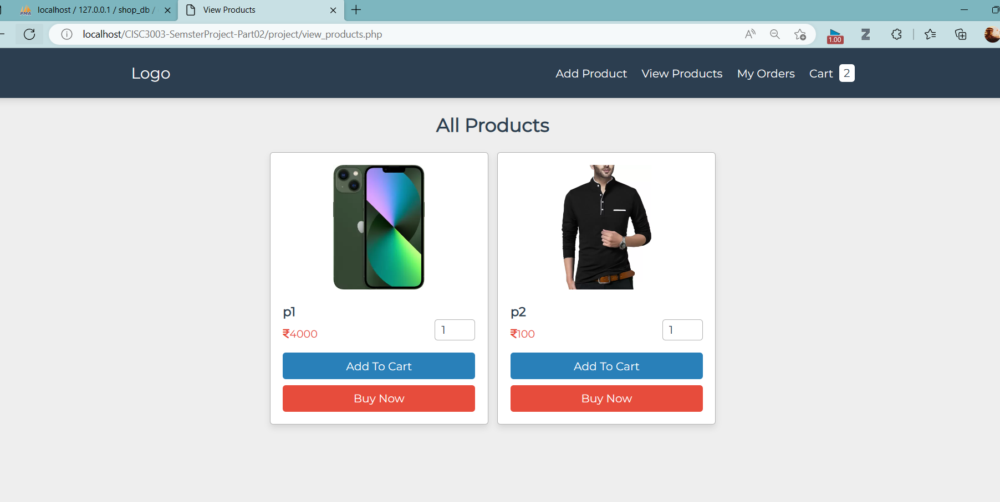 localhost / 127.0.0.1 / shop_db /
View Products
localhost/CISC3003-SemsterProject-Part02/project/view_products.php
1.00
Logo
Add Product View Products My Orders Cart 2
All Products
p1
₹4000
1
Add To Cart
Buy Now
p2
₹100
1
Add To Cart
Buy Now